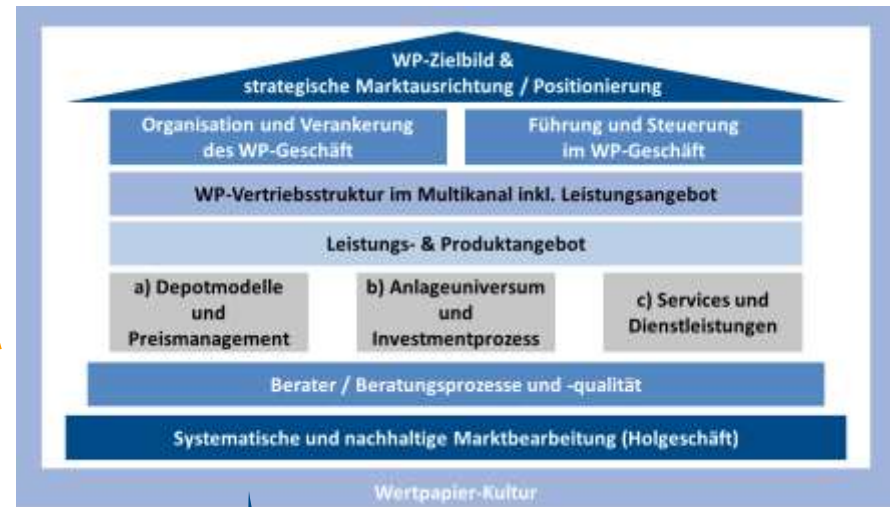 WP-Zielbild &
strategische Marktausrichtung / Positionierung
Organisation und Verankerung
des WP-Geschäft
Führung und Steuerung
im WP-Geschäft
WP-Vertriebsstruktur im Multikanal inkl. Leistungsangebot
Leistungs- & Produktangebot
a) Depotmodelle
und
Preismanagement
b) Anlageuniversum
und
Investmentprozess
c) Services und
Dienstleistungen
Berater / Beratungsprozesse und -qualität
Systematische und nachhaltige Marktbearbeitung (Holgeschäft)
Wertpapier-Kultur